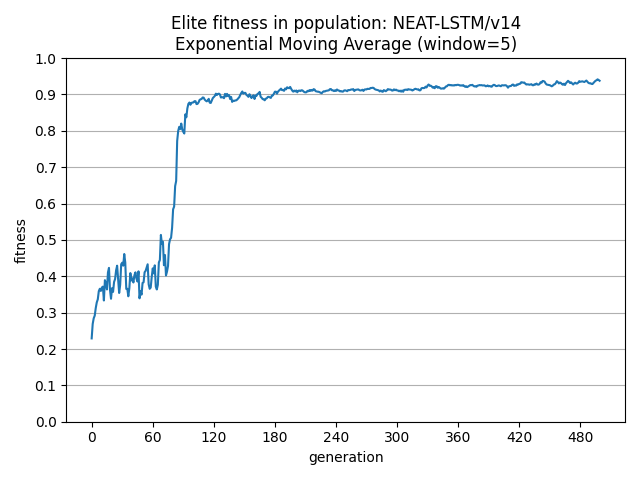 Elite fitness in population: NEAT-LSTM/v14
Exponential Moving Average (window=5)
1.0
0.9
0.8
0.7
0.6
0.5
0.4
0.3
0.2
0.1
0.0
fitness
0 60 120 180 240 300 360 420 480
generation